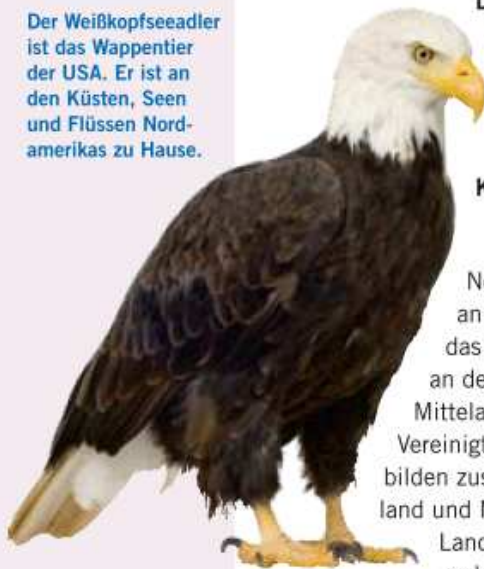 Der Weißkopfseeadler
ist das Wappentier
der USA. Er ist an
den Küsten, Seen
und Flüssen Nord-
amerikas zu Hause.
an
das
an de
Mittela
Vereinigt
bilden zus
land und
Land